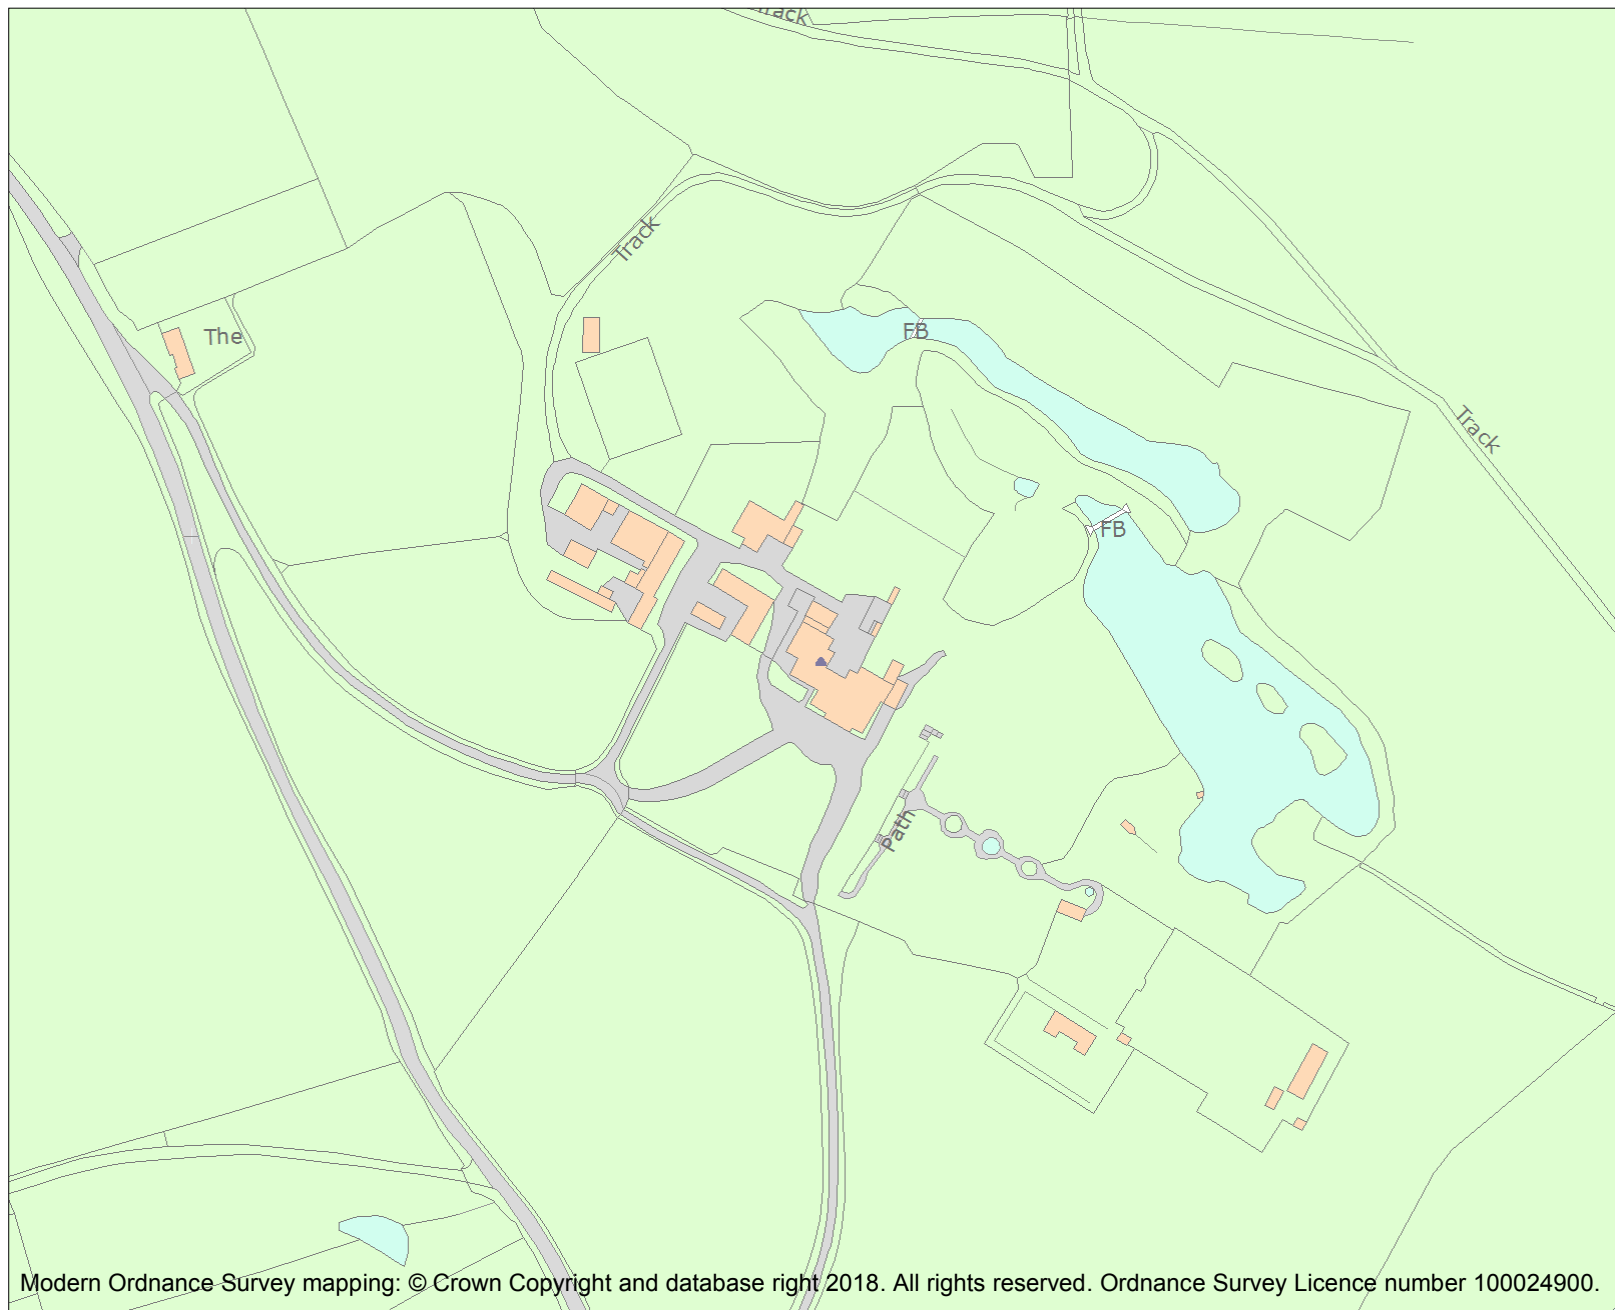 Track
Track
The
FB
Track
FB
Path
Modern Ordnance Survey mapping: © Crown Copyright and database right 2018. All rights reserved. Ordnance Survey Licence number 100024900.